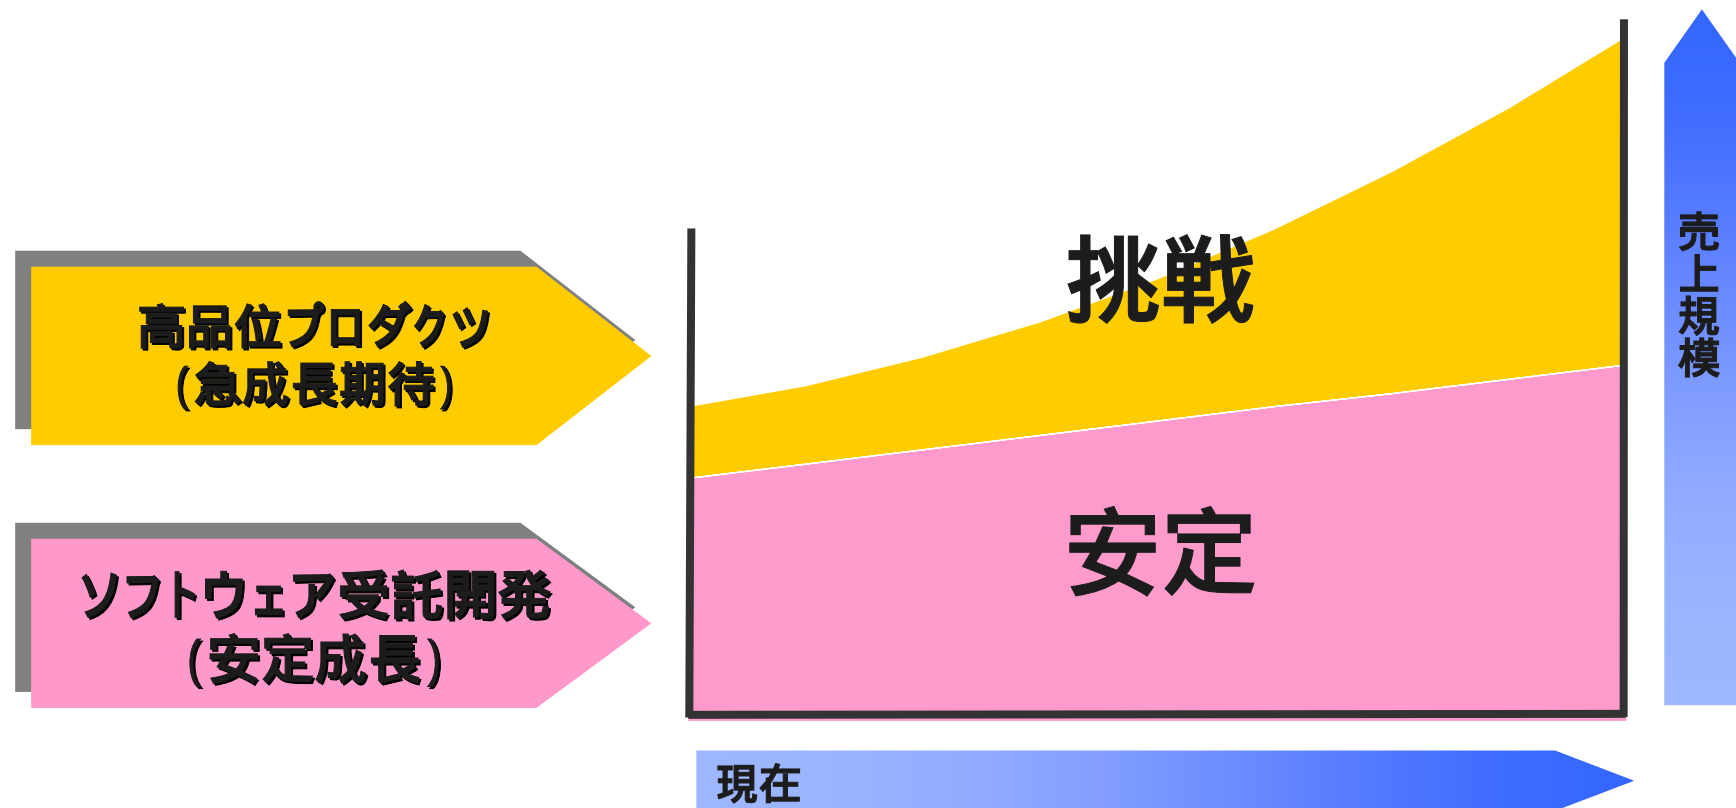 高品位プロダクツ
(急成長期待)
ソフトウェア受託開発
(安定成長)
挑戦
安定
売上規模
現在